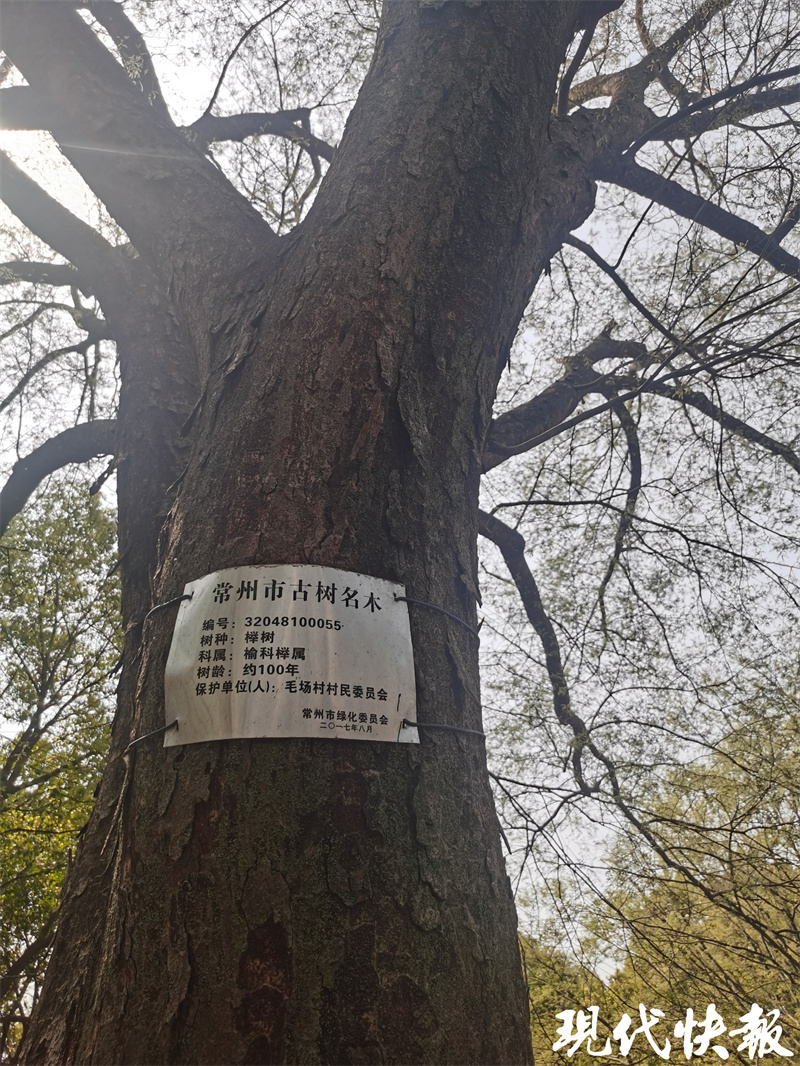 常州市古树名木
编号：32048100055
树种：榉树
科属：榆科榉属
树龄：约100年
保护单位(人)：毛场村村民委员会
常州市绿化委员会
二〇一七年八月
现代快报